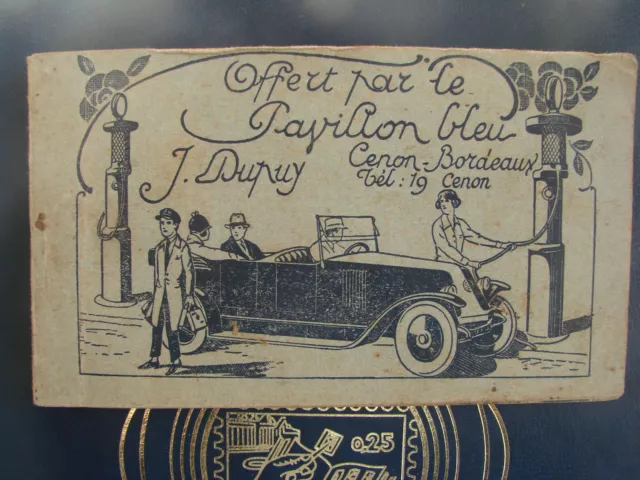 Offert par le
Pavillon bleu
J. Dupuy
Cenon-Bordeaux
Tél : 19 Cenon
0,25